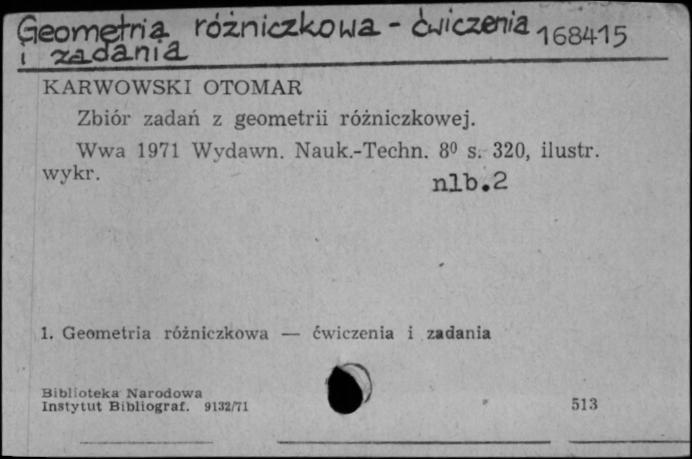 Geometria różniczkowa - ćwiczenia 168415
i zadania
KARWOWSKI OTOMAR
Zbiór zadań z geometrii różniczkowej.
Wwa 1971 Wydawn. Nauk.-Techn. 8⁰ s. 320, ilustr.
wykr. nlb.2
1. Geometria różniczkowa — ćwiczenia i zadania
Biblioteka Narodowa
Instytut Bibliograf. 9132/71 513